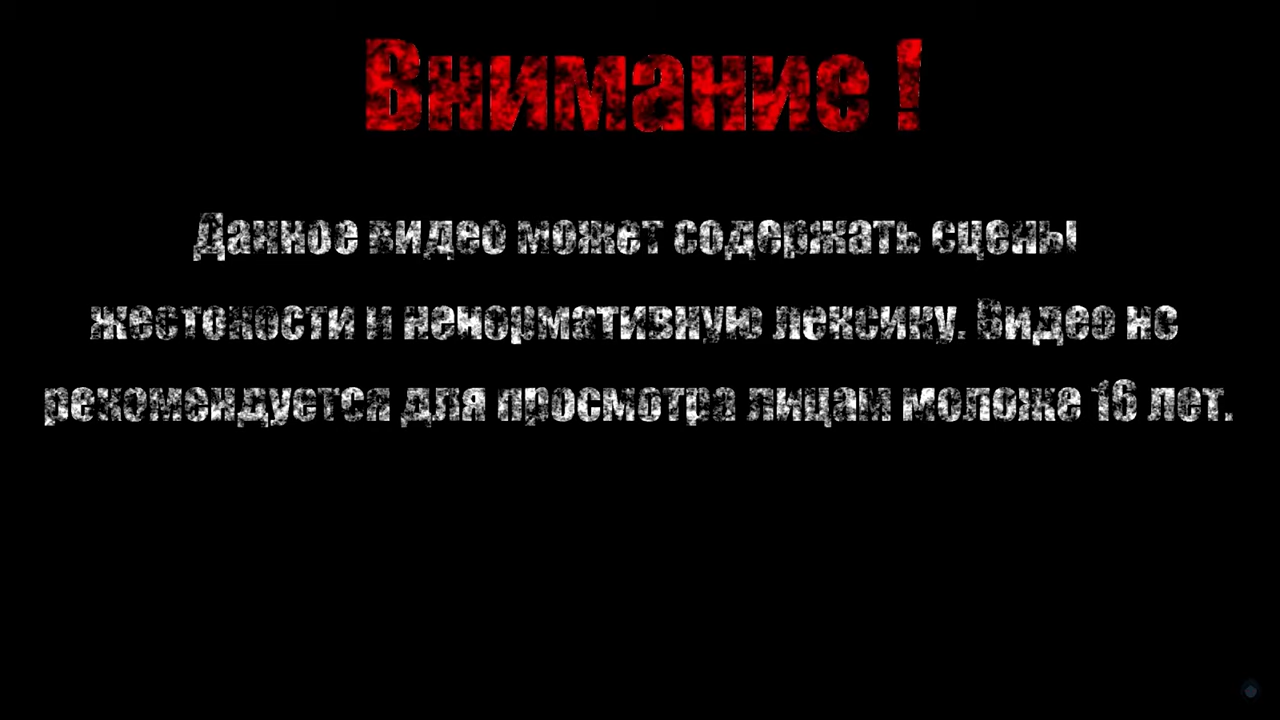 Внимание !
Данное видео может содержать сцены
жестокости и ненормативную лексику. Видео не
рекомендуется для просмотра лицам моложе 16 лет.